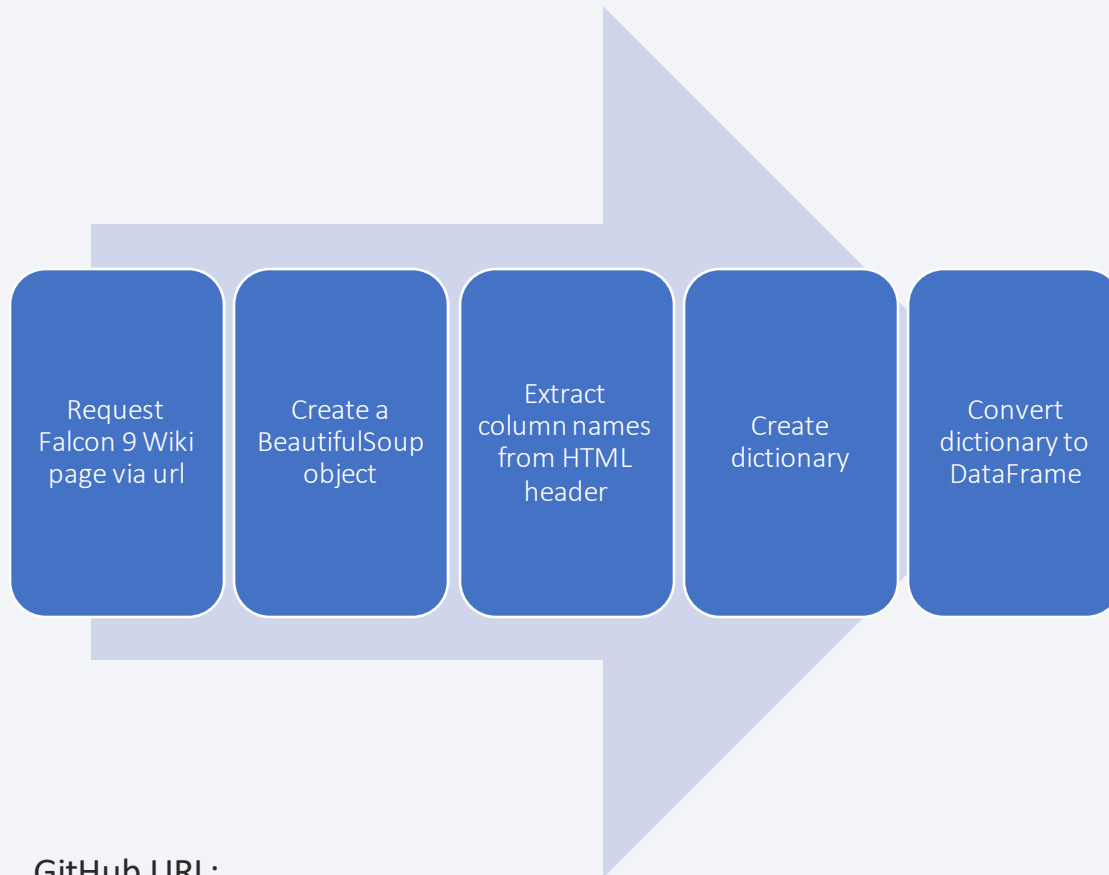 Request
Falcon 9 Wiki
page via url
Create a
BeautifulSoup
object
Extract
column names
from HTML
header
Create
dictionary
Convert
dictionary to
DataFrame
GitHub URL: